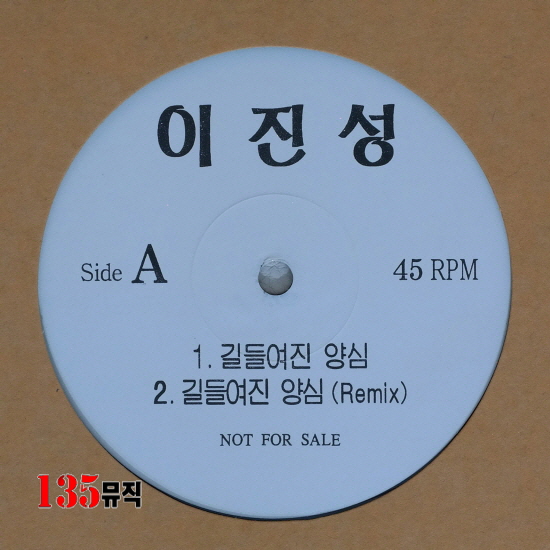 이진성
Side A
45 RPM
1. 길들여진 양심
2. 길들여진 양심 (Remix)
NOT FOR SALE
135뮤직